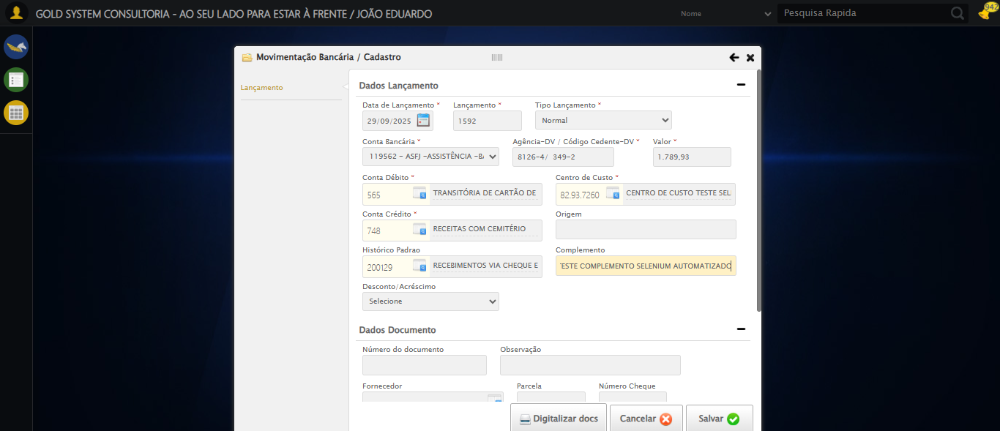 GOLD SYSTEM CONSULTORIA - AO SEU LADO PARA ESTAR À FRENTE / JOÃO EDUARDO
Nome
Pesquisa Rapida
942
Movimentação Bancária / Cadastro
Lançamento
Dados Lançamento
Data de Lançamento * Lançamento * Tipo Lançamento *
29/09/2025 1592 Normal
Conta Bancária * Agência-DV / Código Cedente-DV * Valor *
119562 - ASFJ -ASSISTÊNCIA -BA 8126-4/ 349-2 1.789,93
Conta Débito * Centro de Custo *
565 TRANSITÓRIA DE CARTÃO DE 82.93.7260 CENTRO DE CUSTO TESTE SEL
Conta Crédito * Origem
748 RECEITAS COM CEMITÉRIO
Histórico Padrao Complemento
200129 RECEBIMENTOS VIA CHEQUE E TESTE COMPLEMENTO SELENIUM AUTOMATIZADO
Desconto/Acréscimo
Selecione
Dados Documento
Número do documento Observação
Fornecedor Parcela Número Cheque
Digitalizar docs Cancelar Salvar